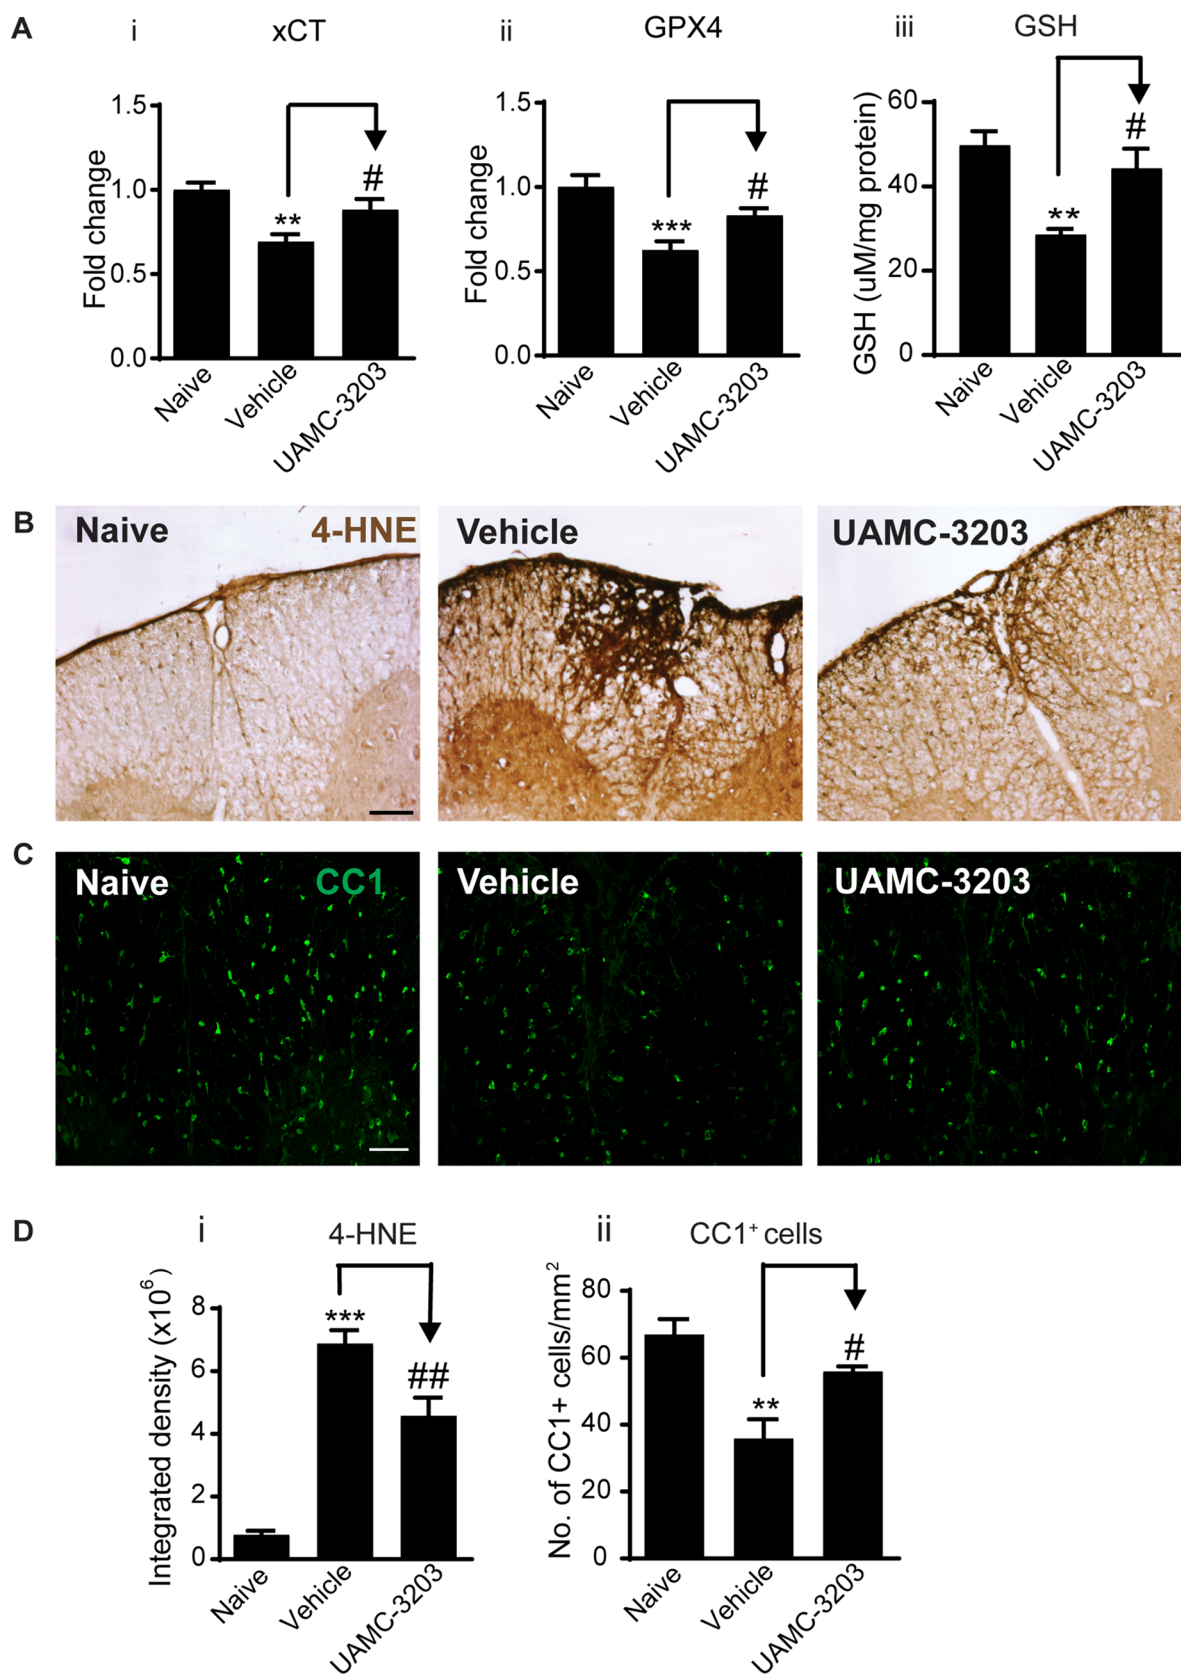 A
i
xCT
ii
GPX4
iii
GSH
Fold change
1.5
1.0
0.5
0.0
**
#
Naive
Vehicle
UAMC-3203
Fold change
1.5
1.0
0.5
0.0
***
#
Naive
Vehicle
UAMC-3203
GSH (uM/mg protein)
60
40
20
0
**
#
Naive
Vehicle
UAMC-3203
B
Naive
4-HNE
Vehicle
UAMC-3203
C
Naive
CC1
Vehicle
UAMC-3203
D
i
4-HNE
Integrated density (x10⁶)
8
6
4
2
0
***
##
Naive
Vehicle
UAMC-3203
ii
CC1⁺ cells
No. of CC1+ cells/mm²
80
60
40
20
0
**
#
Naive
Vehicle
UAMC-3203